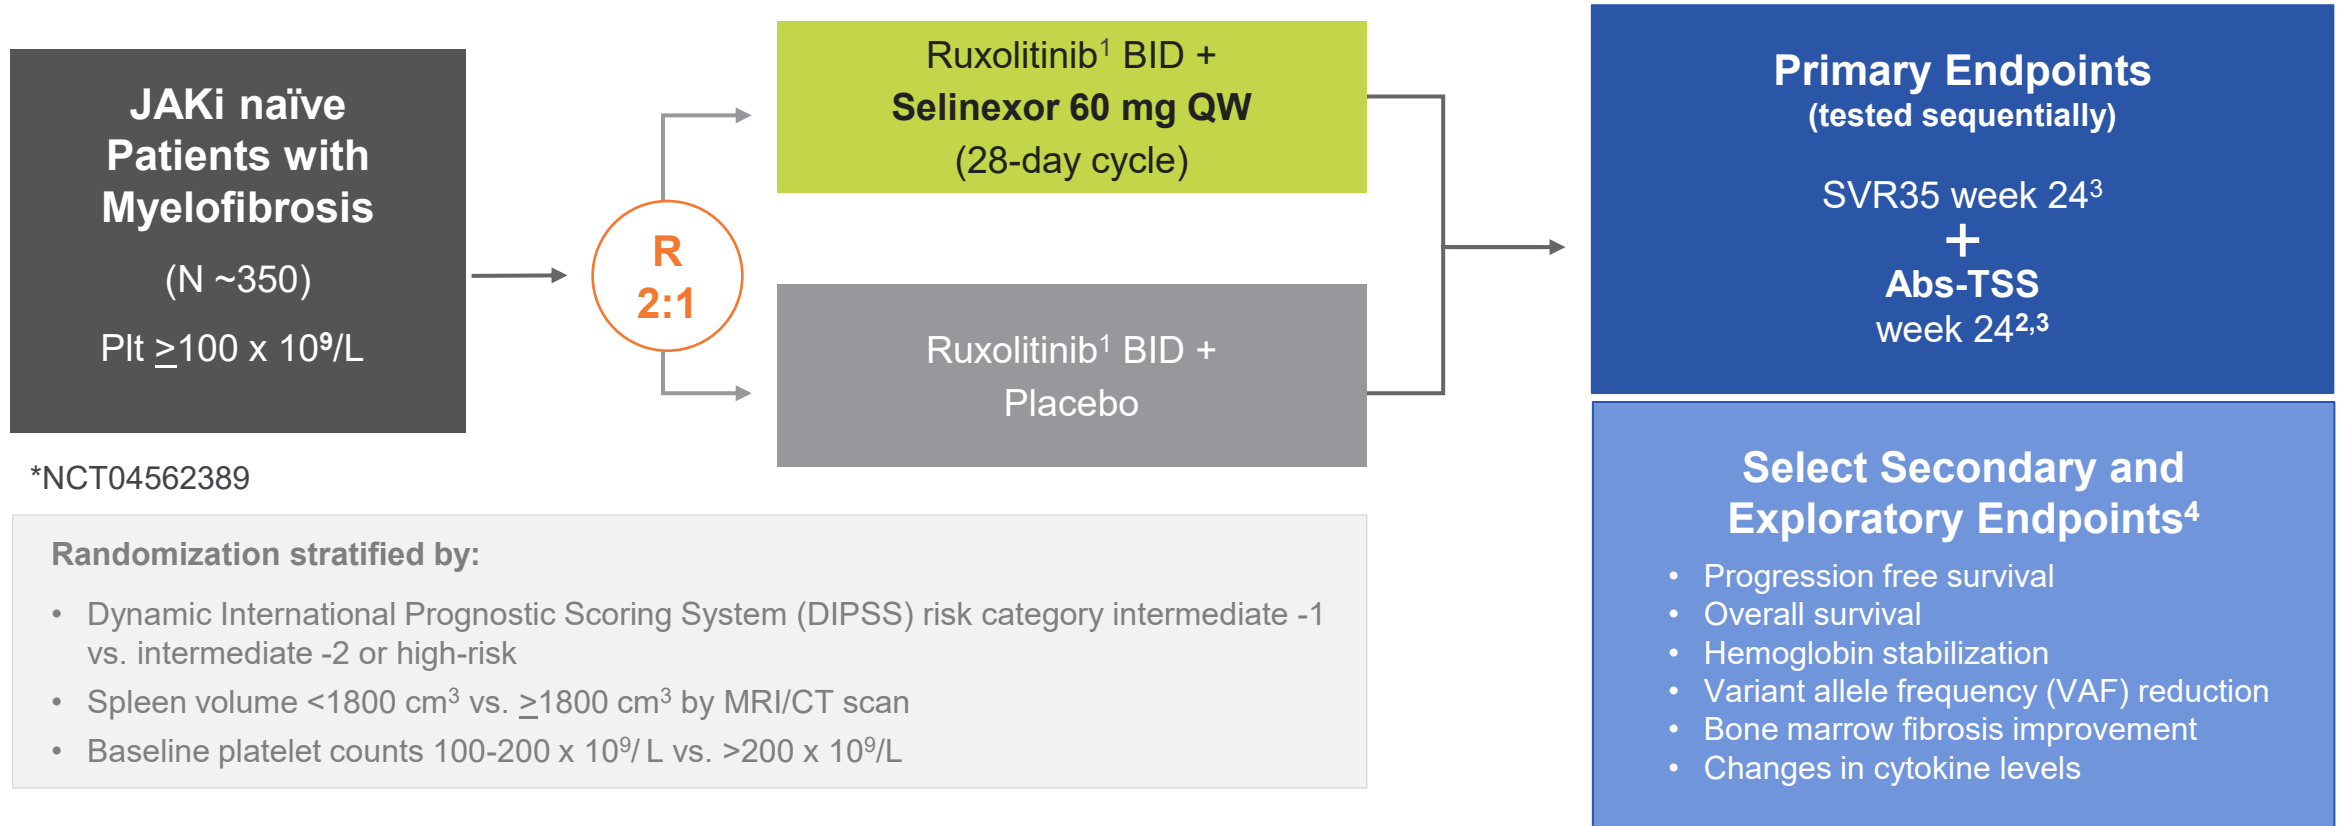 JAKi naïve
Patients with
Myelofibrosis
(N ~350)
Plt ≥100 x 10⁹/L
*NCT04562389
R
2:1
Ruxolitinib¹ BID +
Selinexor 60 mg QW
(28-day cycle)
Ruxolitinib¹ BID +
Placebo
Randomization stratified by:
• Dynamic International Prognostic Scoring System (DIPSS) risk category intermediate -1
vs. intermediate -2 or high-risk
• Spleen volume <1800 cm³ vs. ≥1800 cm³ by MRI/CT scan
• Baseline platelet counts 100-200 x 10⁹/ L vs. >200 x 10⁹/L
Primary Endpoints
(tested sequentially)
SVR35 week 24³
+
Abs-TSS
week 24²,³
Select Secondary and
Exploratory Endpoints⁴
• Progression free survival
• Overall survival
• Hemoglobin stabilization
• Variant allele frequency (VAF) reduction
• Bone marrow fibrosis improvement
• Changes in cytokine levels